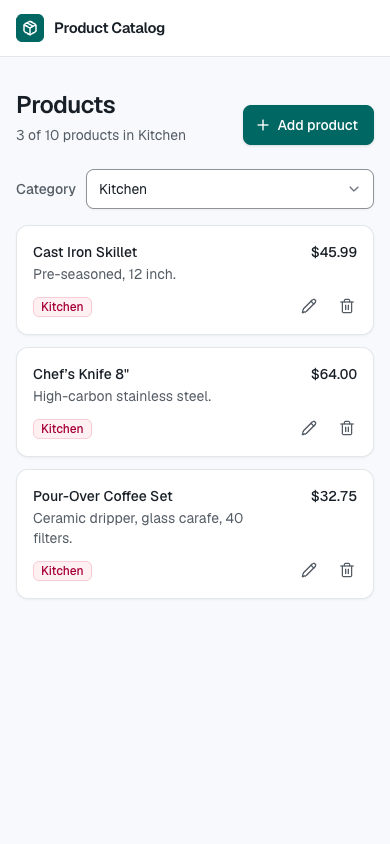 Product Catalog
Products
3 of 10 products in Kitchen
Add product
Category
Kitchen
Cast Iron Skillet
$45.99
Pre-seasoned, 12 inch.
Kitchen
Chef’s Knife 8"
$64.00
High-carbon stainless steel.
Kitchen
Pour-Over Coffee Set
$32.75
Ceramic dripper, glass carafe, 40
filters.
Kitchen